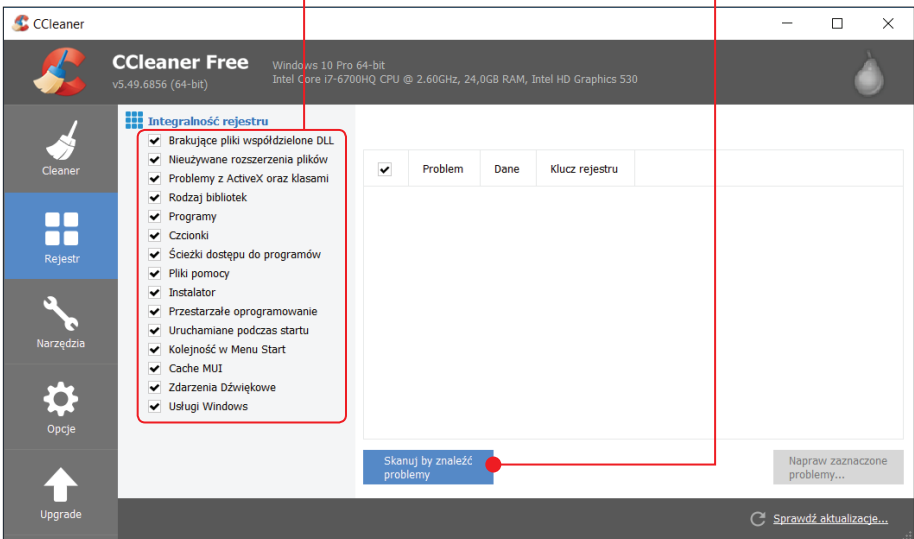 CCleaner
CCleaner Free
v5.49.6856 (64-bit)
Windows 10 Pro 64-bit
Intel Core i7-6700HQ CPU @ 2.60GHz, 24,0GB RAM, Intel HD Graphics 530
Cleaner
Rejestr
Narzędzia
Opcje
Upgrade
Integralność rejestru
Brakujące pliki współdzielone DLL
Nieużywane rozszerzenia plików
Problemy z ActiveX oraz klasami
Rodzaj bibliotek
Programy
Czcionki
Ścieżki dostępu do programów
Pliki pomocy
Instalator
Przestarzałe oprogramowanie
Uruchamiane podczas startu
Kolejność w Menu Start
Cache MUI
Zdarzenia Dźwiękowe
Usługi Windows
Problem Dane Klucz rejestru
Skanuj by znaleźć
problemy
Napraw zaznaczone
problemy...
Sprawdź aktualizacje...